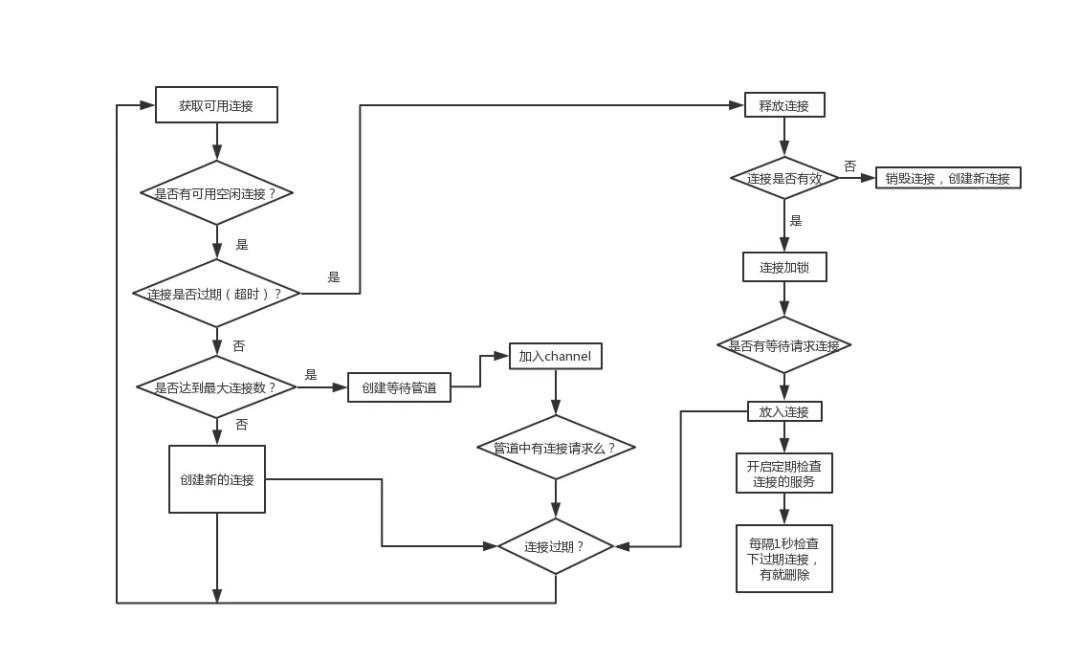 获取可用连接
是否有可用空闲连接？
是
连接是否过期（超时）？
是
否
是否达到最大连接数？
是
否
创建新的连接
创建等待管道
加入channel
管道中有连接请求么？
连接过期？
释放连接
连接是否有效
否
销毁连接，创建新连接
是
连接加锁
是否有等待请求连接
放入连接
开启定期检查
连接的服务
每隔1秒检查
下过期连接，
有就删除